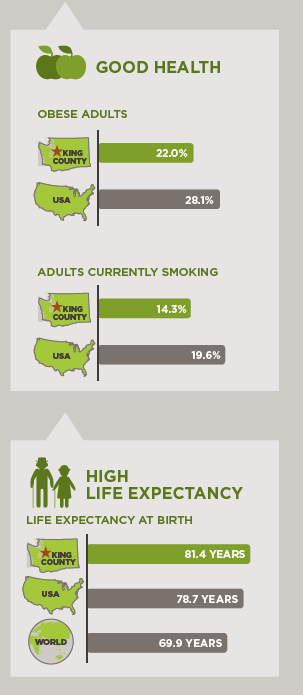 GOOD HEALTH
OBESE ADULTS
KING
COUNTY
22.0%
USA
28.1%
ADULTS CURRENTLY SMOKING
KING
COUNTY
14.3%
USA
19.6%
HIGH
LIFE EXPECTANCY
LIFE EXPECTANCY AT BIRTH
KING
COUNTY
81.4 YEARS
USA
78.7 YEARS
WORLD
69.9 YEARS